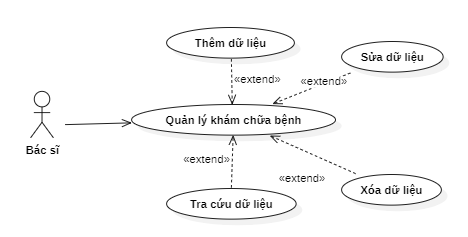 Thêm dữ liệu
Sửa dữ liệu
«extend»
«extend»
Quản lý khám chữa bệnh
Bác sĩ
«extend»
«extend»
Xóa dữ liệu
Tra cứu dữ liệu